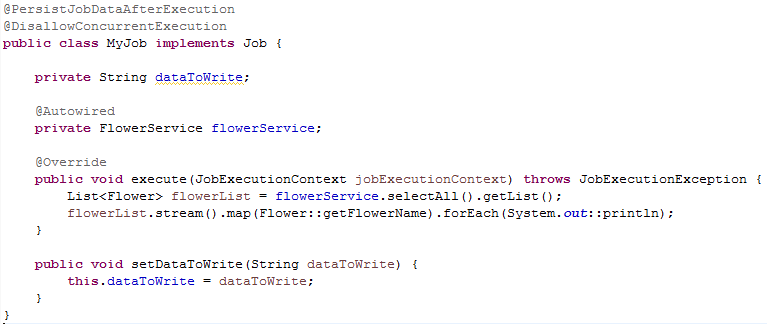 @PersistJobDataAfterExecution
@DisallowConcurrentExecution
public class MyJob implements Job {
private String dataToWrite;
@Autowired
private FlowerService flowerService;
@Override
public void execute(JobExecutionContext jobExecutionContext) throws JobExecutionException {
List<Flower> flowerList = flowerService.selectAll().getList();
flowerList.stream().map(Flower::getFlowerName).forEach(System.out::println);
}
public void setDataToWrite(String dataToWrite) {
this.dataToWrite = dataToWrite;
}
}